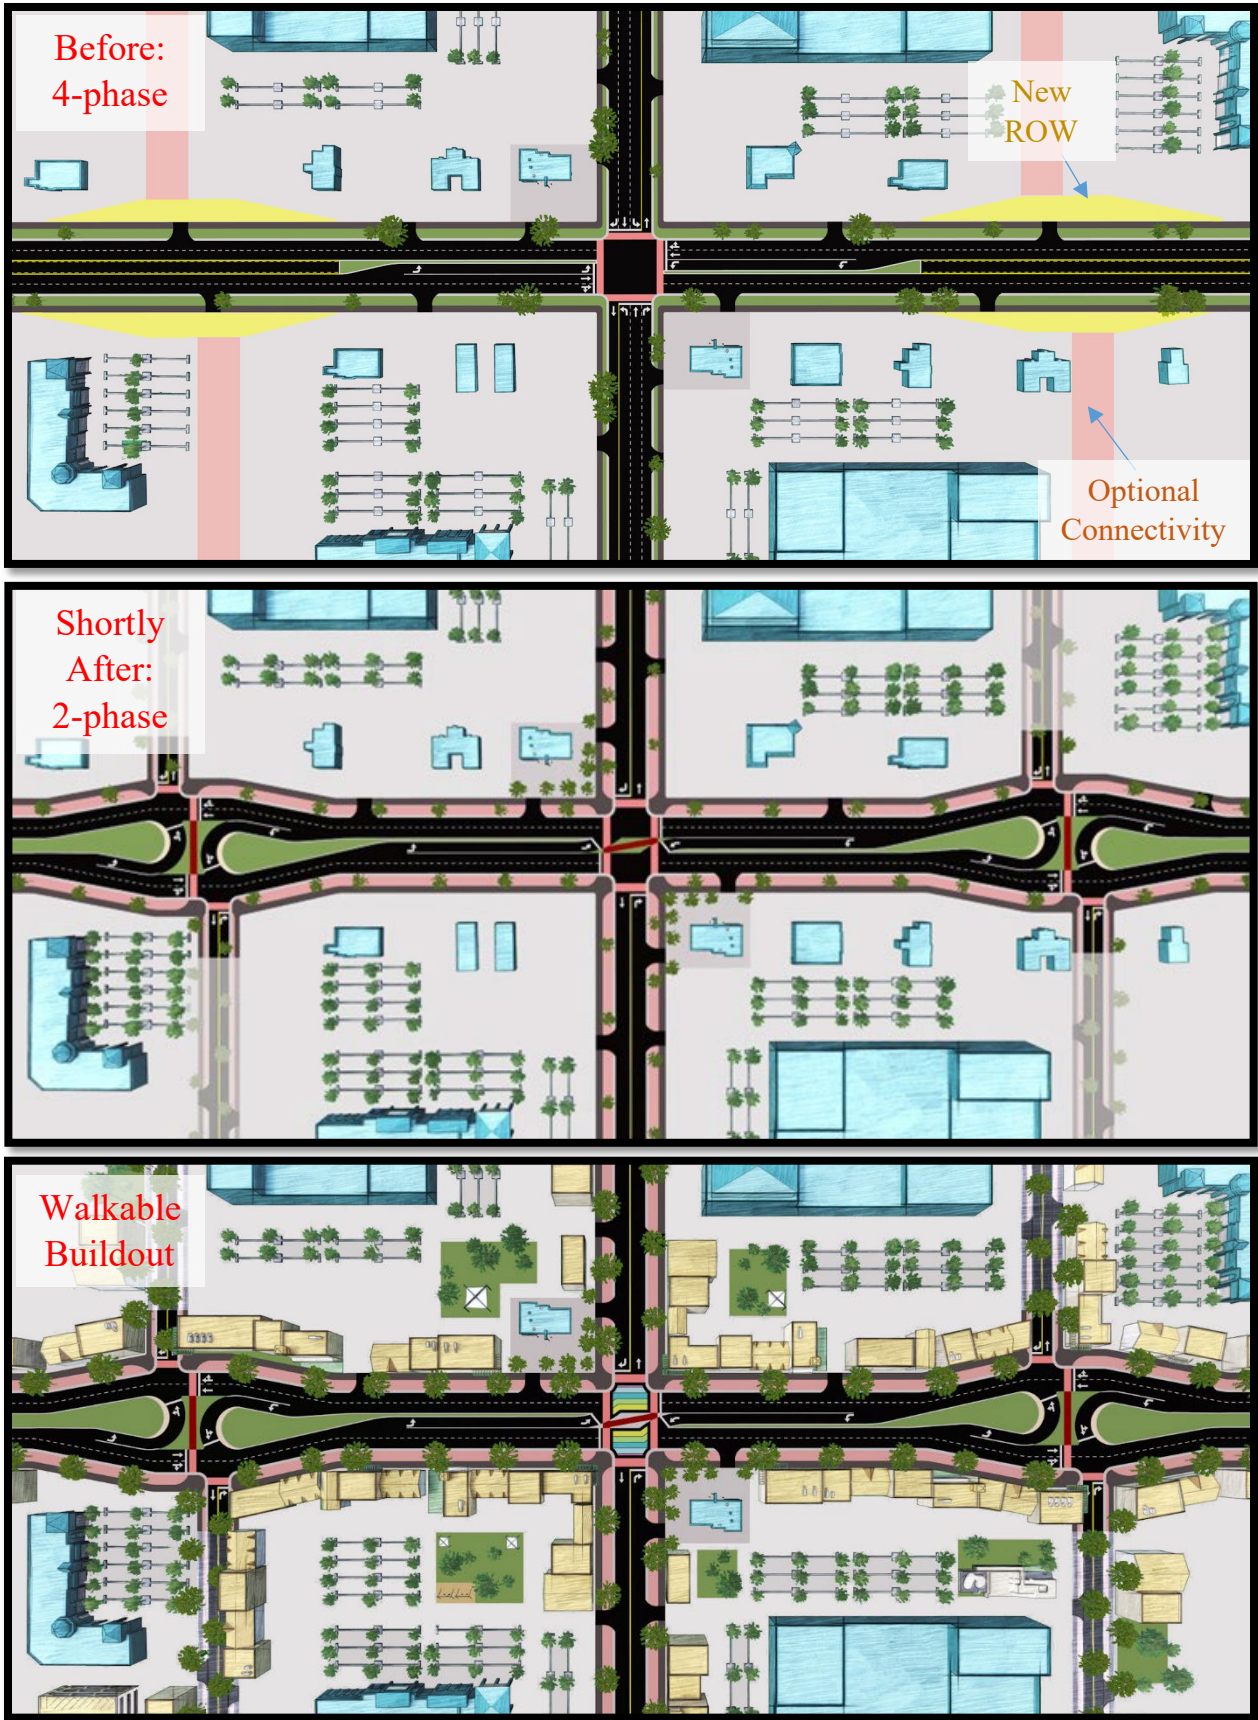 Before:
4-phase
New
ROW
Optional
Connectivity
Shortly
After:
2-phase
Walkable
Buildout